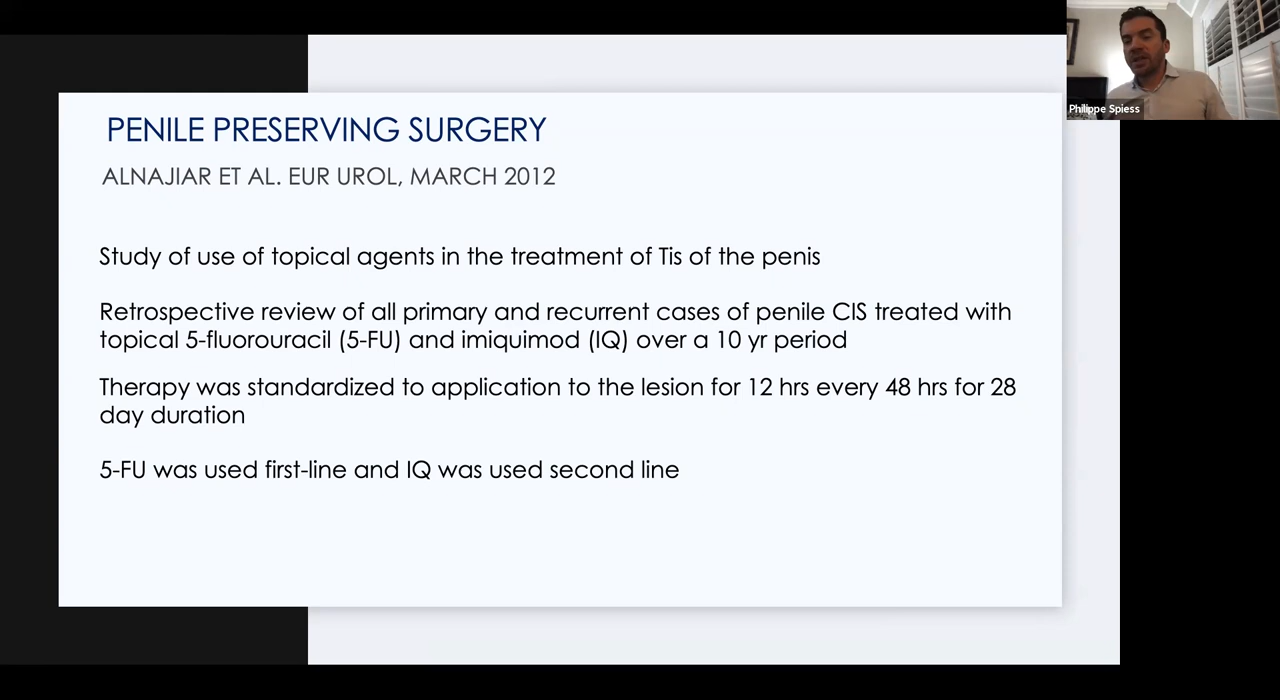 PENILE PRESERVING SURGERY
ALNAJIAR ET AL. EUR UROL, MARCH 2012
Study of use of topical agents in the treatment of Tis of the penis
Retrospective review of all primary and recurrent cases of penile CIS treated with
topical 5-fluorouracil (5-FU) and imiquimod (IQ) over a 10 yr period
Therapy was standardized to application to the lesion for 12 hrs every 48 hrs for 28
day duration
5-FU was used first-line and IQ was used second line
Philippe Spiess